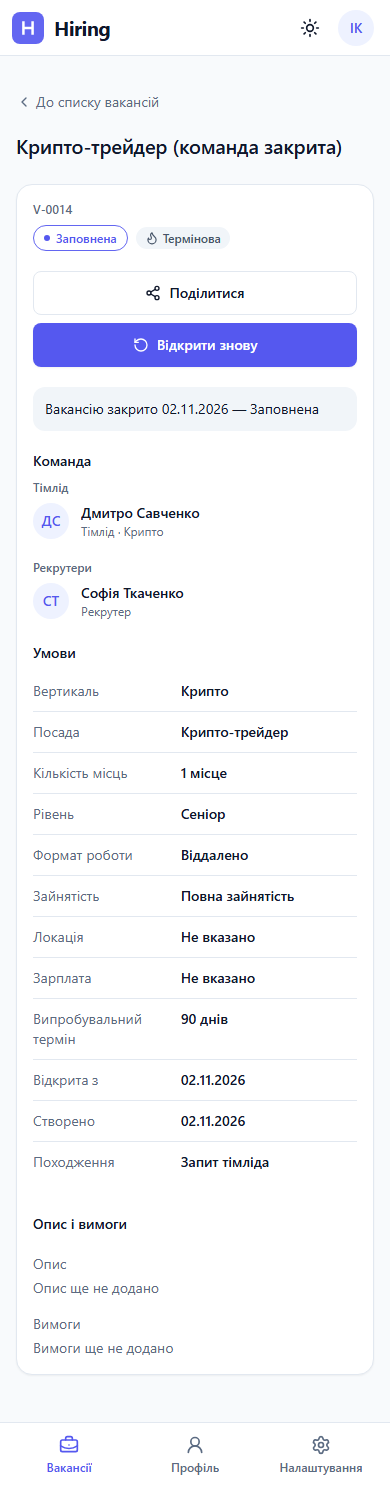 H Hiring
ІК
До списку вакансій
Крипто-трейдер (команда закрита)
V-0014
Заповнена
Термінова
Поділитися
Відкрити знову
Вакансію закрито 02.11.2026 — Заповнена
Команда
Тімлід
ДС
Дмитро Савченко
Тімлід · Крипто
Рекрутери
СТ
Софія Ткаченко
Рекрутер
Умови
Вертикаль Крипто
Посада Крипто-трейдер
Кількість місць 1 місце
Рівень Сеніор
Формат роботи Віддалено
Зайнятість Повна зайнятість
Локація Не вказано
Зарплата Не вказано
Випробувальний 90 днів
термін
Відкрита з 02.11.2026
Створено 02.11.2026
Походження Запит тімліда
Опис і вимоги
Опис
Опис ще не додано
Вимоги
Вимоги ще не додано
Вакансії Профіль Налаштування